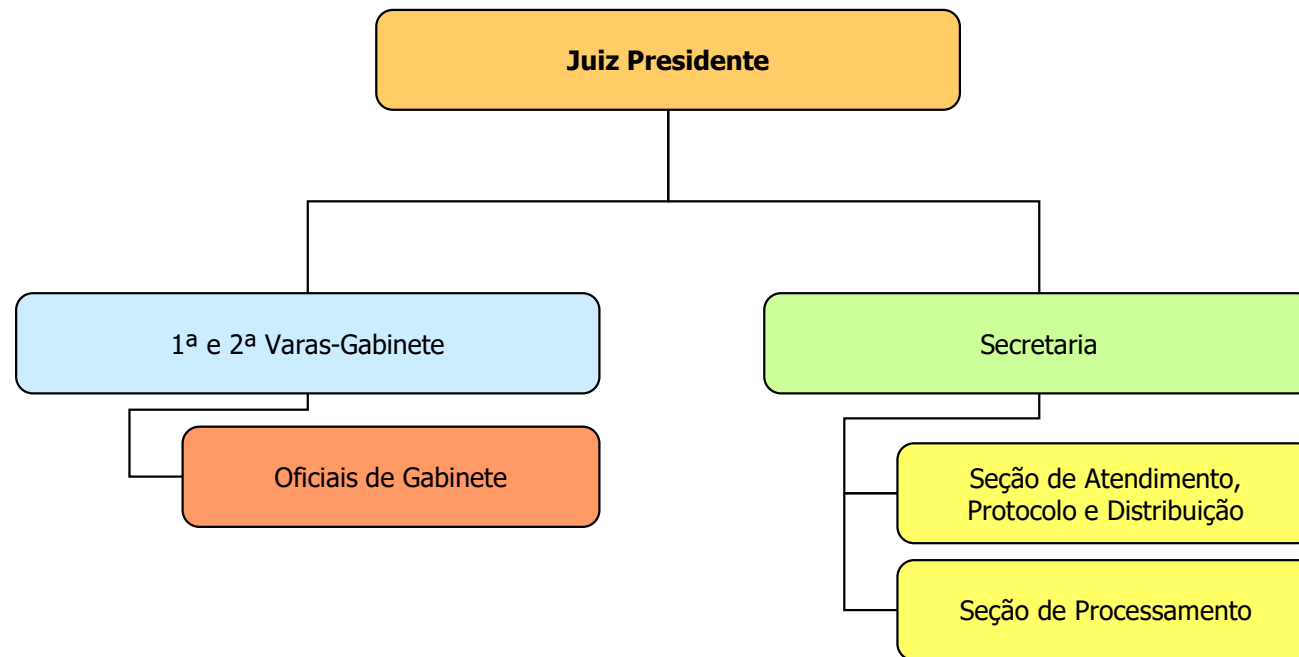 Juiz Presidente
1ª e 2ª Varas-Gabinete
Secretaria
Oficiais de Gabinete
Seção de Atendimento,
Protocolo e Distribuição
Seção de Processamento